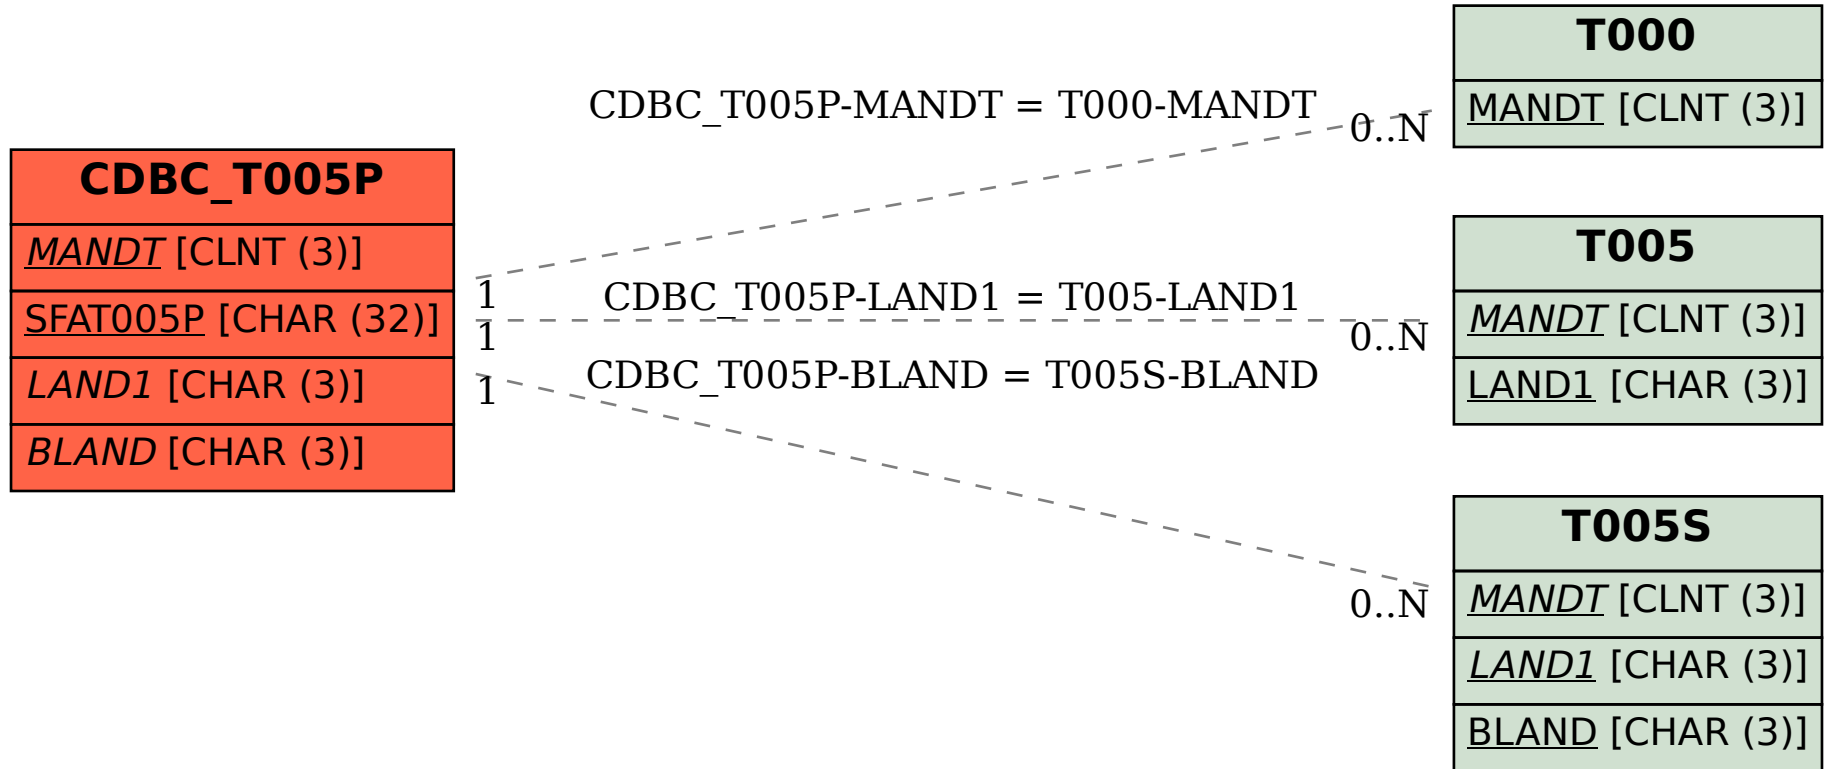 CDBC_T005P
MANDT [CLNT (3)]
SFAT005P [CHAR (32)]
LAND1 [CHAR (3)]
BLAND [CHAR (3)]
CDBC_T005P-MANDT = T000-MANDT
0..N
1
CDBC_T005P-LAND1 = T005-LAND1
1
0..N
CDBC_T005P-BLAND = T005S-BLAND
1
0..N
T000
MANDT [CLNT (3)]
T005
MANDT [CLNT (3)]
LAND1 [CHAR (3)]
T005S
MANDT [CLNT (3)]
LAND1 [CHAR (3)]
BLAND [CHAR (3)]